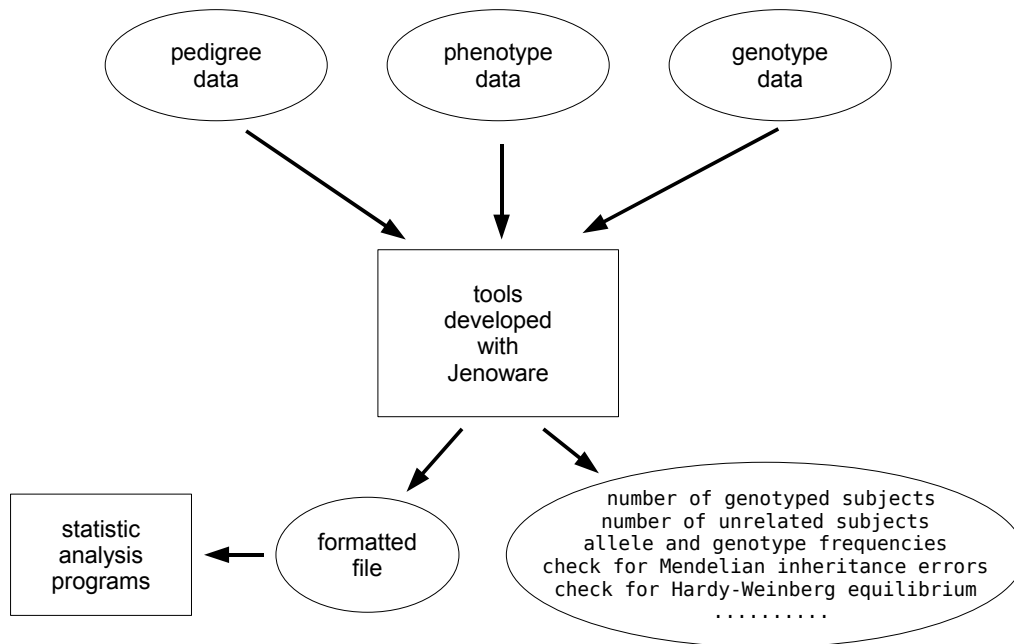 pedigree
data
phenotype
data
genotype
data
tools
developed
with
Jenoware
statistic
analysis
programs
formatted
file
number of genotyped subjects
number of unrelated subjects
allele and genotype frequencies
check for Mendelian inheritance errors
check for Hardy-Weinberg equilibrium
..........